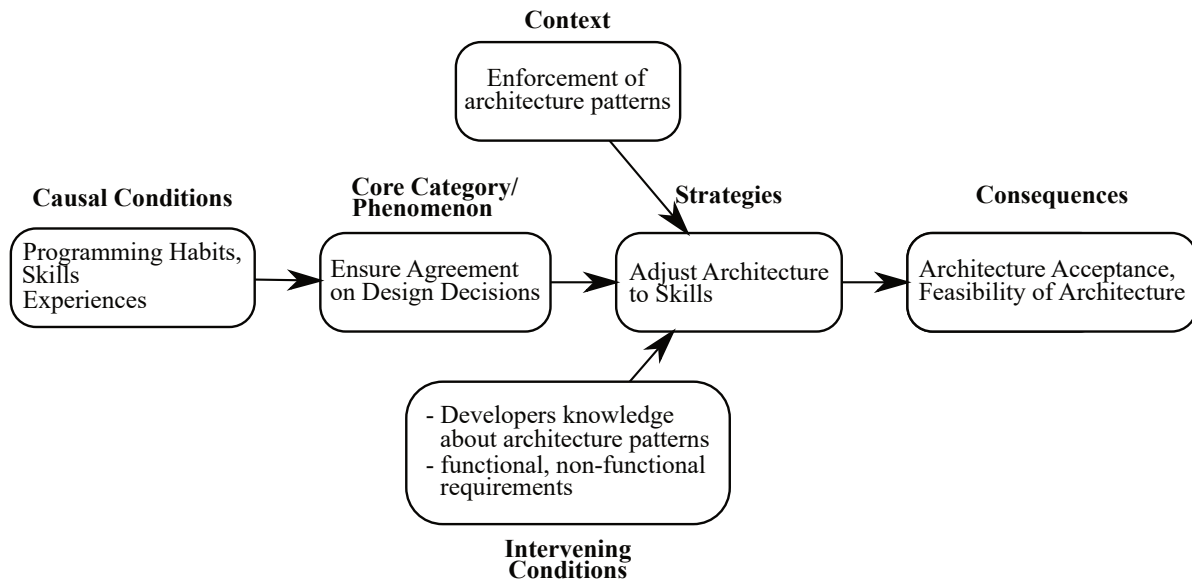 Context
Enforcement of
architecture patterns
Causal Conditions
Programming Habits,
Skills
Experiences
Core Category/
Phenomenon
Ensure Agreement
on Design Decisions
Strategies
Adjust Architecture
to Skills
Consequences
Architecture Acceptance,
Feasibility of Architecture
- Developers knowledge
about architecture patterns
- functional, non-functional
requirements
Intervening
Conditions